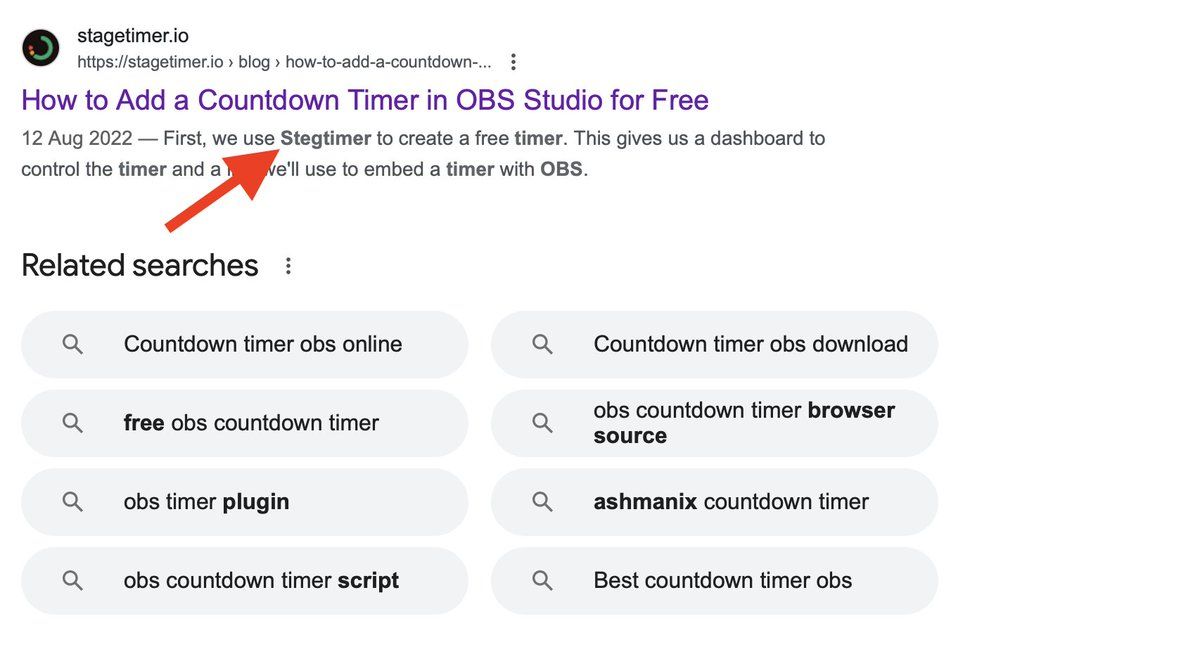 stagetimer.io
https://stagetimer.io › blog › how-to-add-a-countdown-...
How to Add a Countdown Timer in OBS Studio for Free
12 Aug 2022 — First, we use Stegtimer to create a free timer. This gives us a dashboard to
control the timer and a we'll use to embed a timer with OBS.
Related searches
Countdown timer obs online
Countdown timer obs download
free obs countdown timer
obs countdown timer browser
source
obs timer plugin
ashmanix countdown timer
obs countdown timer script
Best countdown timer obs